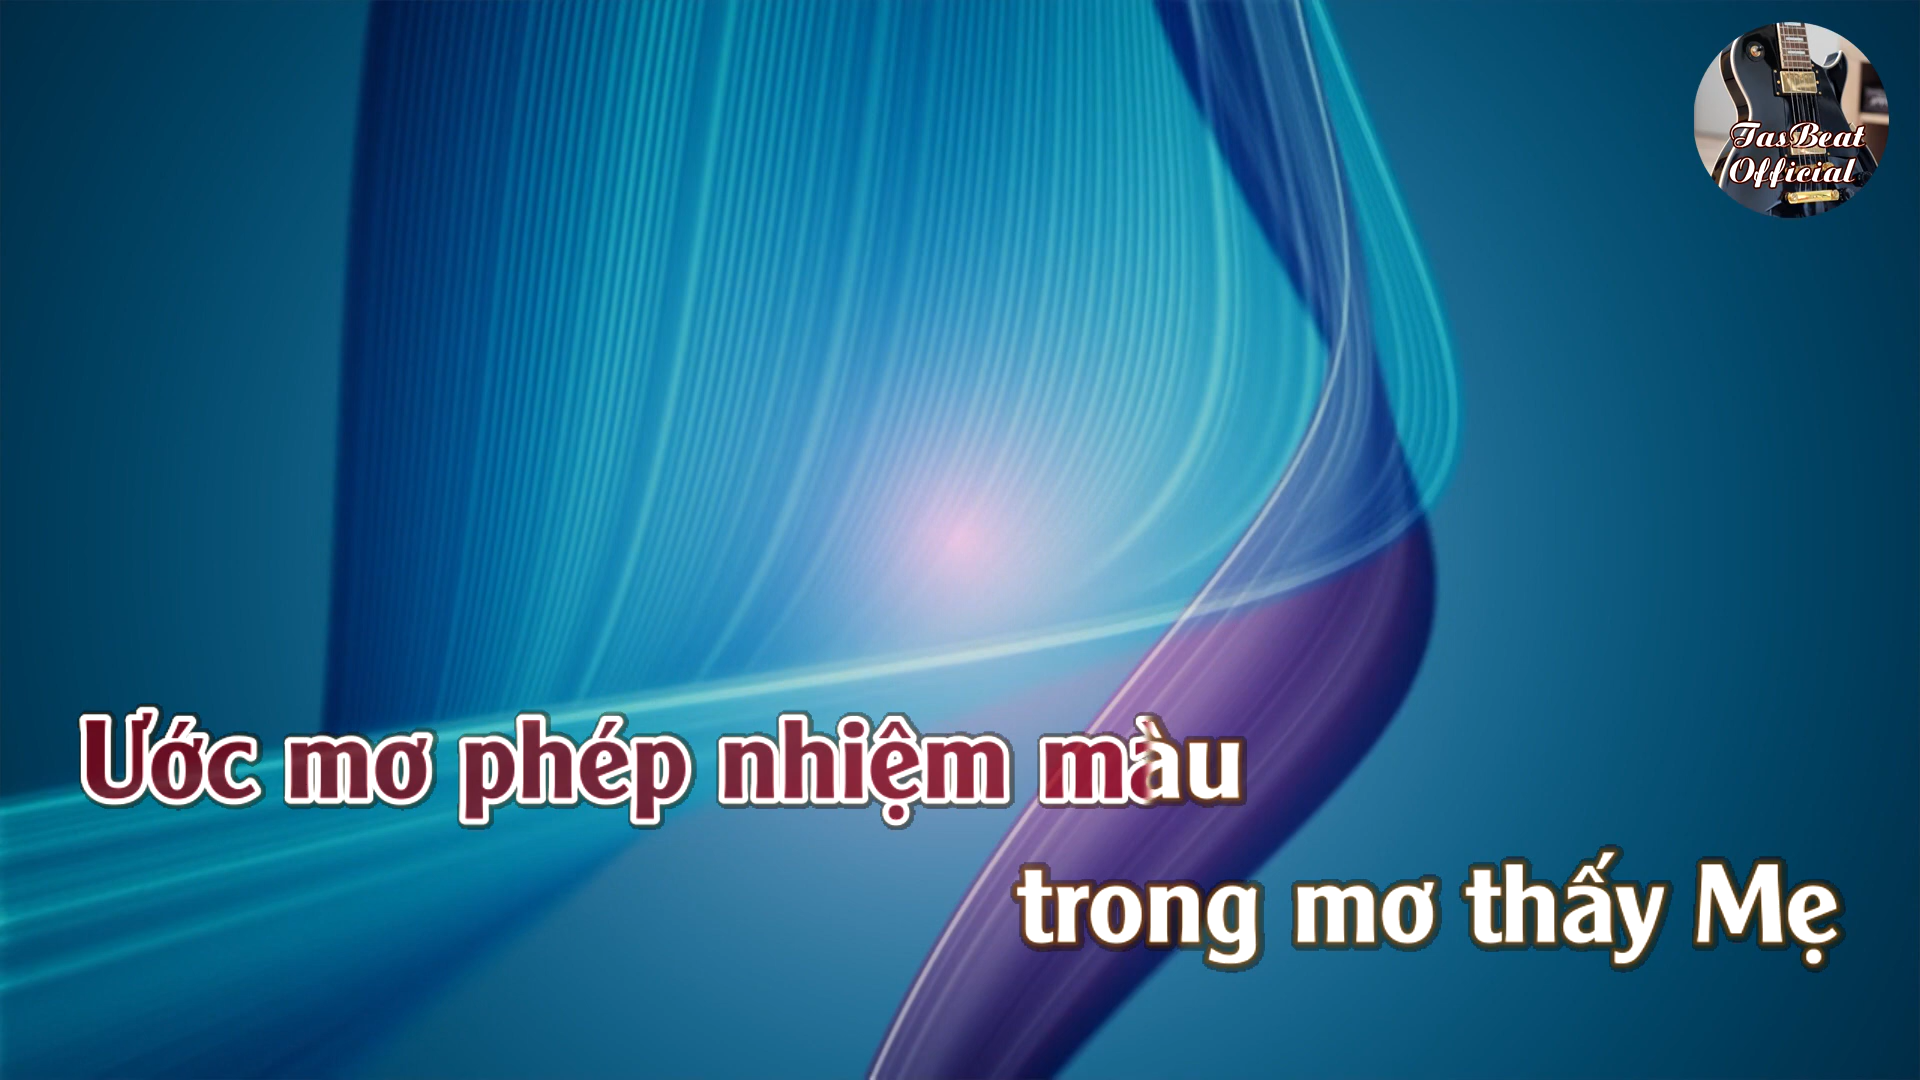 TasBeat
Official
Ước mơ phép nhiệm màu
trong mơ thấy Mẹ